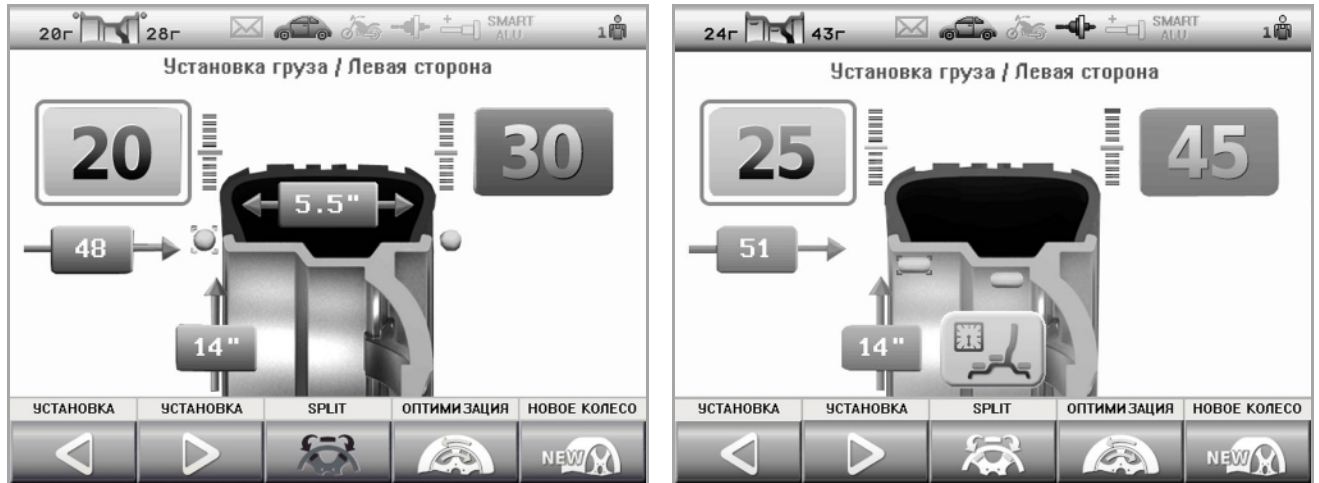 20г 28г SMART ALU 1
Установка груза / Левая сторона
20 30
5.5"
48
14"
УСТАНОВКА УСТАНОВКА SPLIT ОПТИМИЗАЦИЯ НОВОЕ КОЛЕСО
NEW
24г 43г SMART ALU 1
Установка груза / Левая сторона
25 45
51
14"
1
УСТАНОВКА УСТАНОВКА SPLIT ОПТИМИЗАЦИЯ НОВОЕ КОЛЕСО
NEW